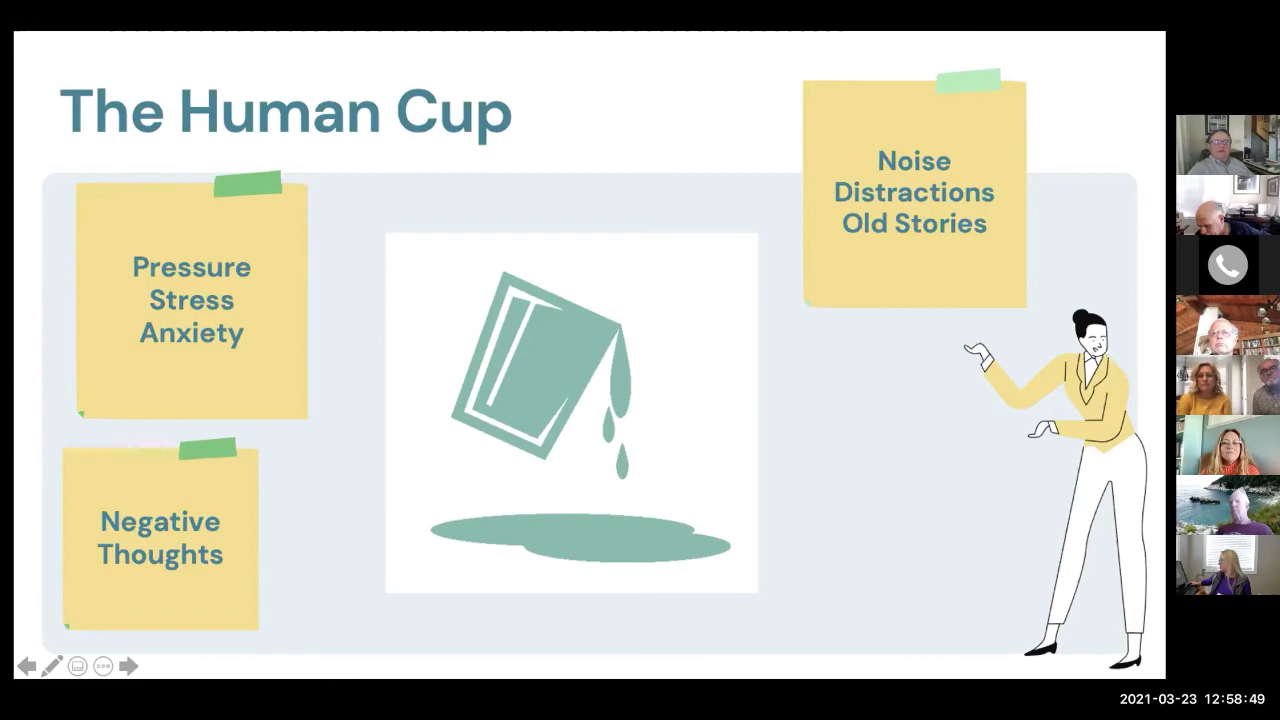 The Human Cup
Noise
Distractions
Old Stories
Pressure
Stress
Anxiety
Negative
Thoughts
2021-03-23 12:58:49